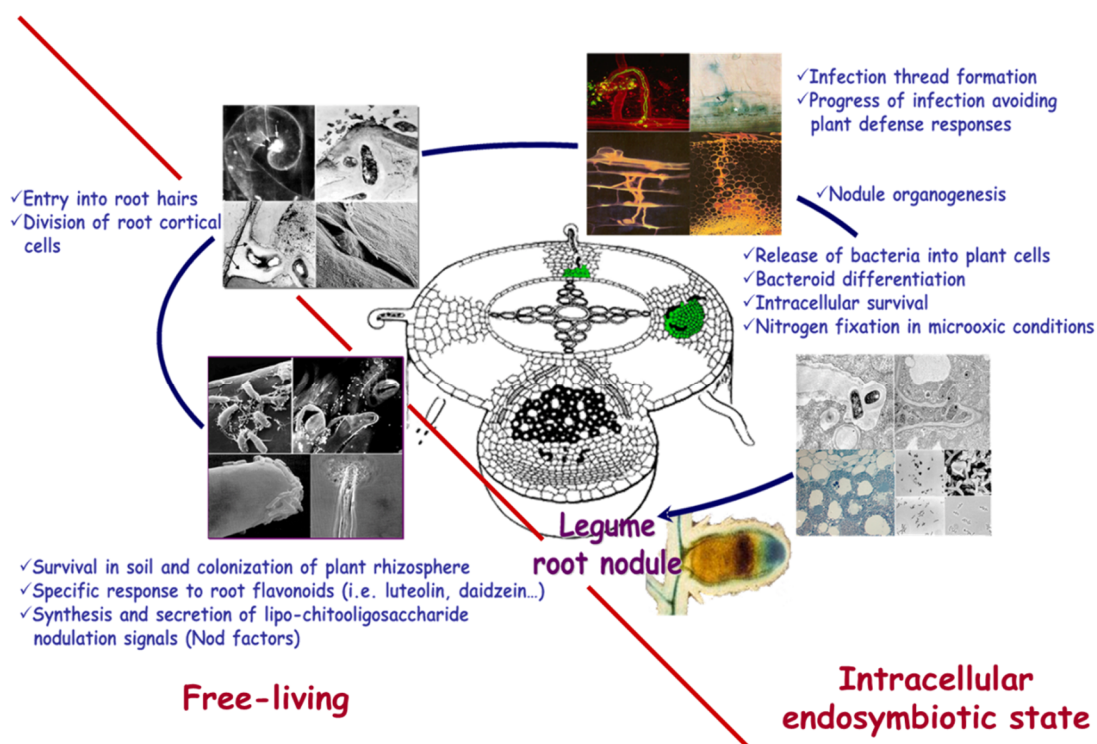 ✓Infection thread formation
✓Progress of infection avoiding
plant defense responses
✓Entry into root hairs
✓Division of root cortical
cells
✓Nodule organogenesis
✓Release of bacteria into plant cells
✓Bacteroid differentiation
✓Intracellular survival
✓Nitrogen fixation in microoxic conditions
Legume
root nodule
✓Survival in soil and colonization of plant rhizosphere
✓Specific response to root flavonoids (i.e. luteolin, daidzein…)
✓Synthesis and secretion of lipo-chitooligosaccharide
nodulation signals (Nod factors)
Free-living
Intracellular
endosymbiotic state